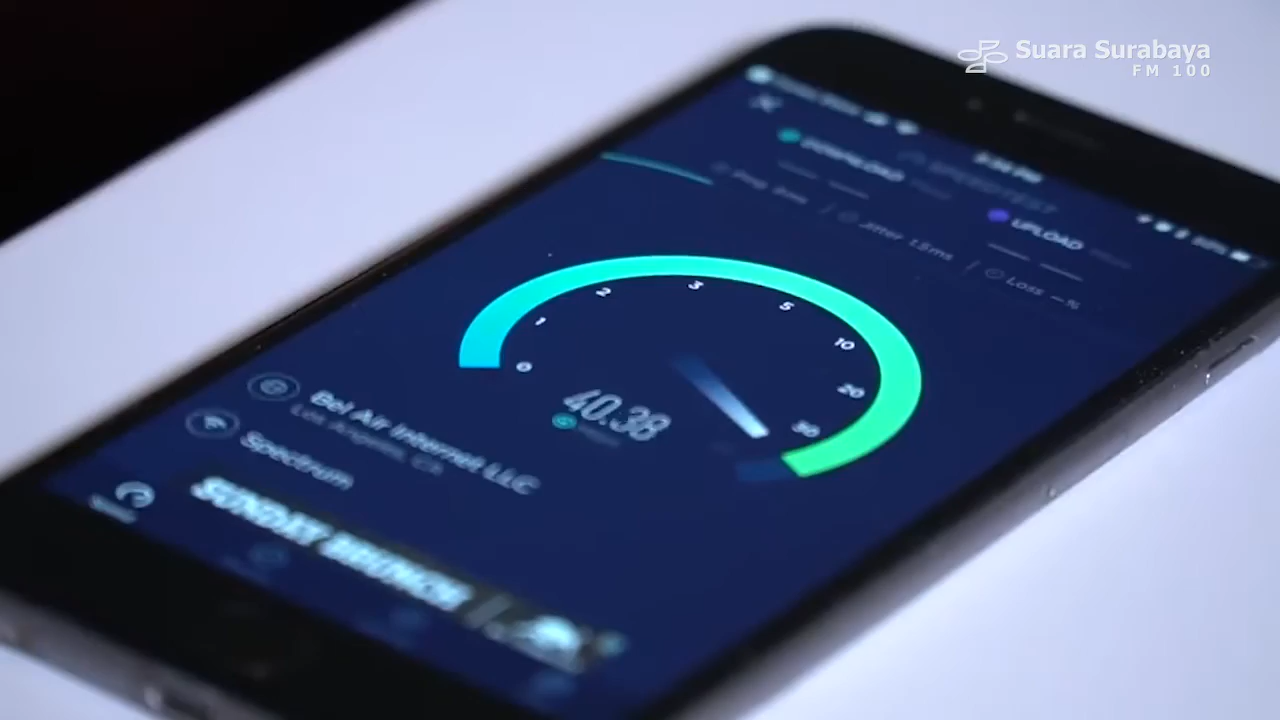 Suara Surabaya
FM 100
SPEEDTEST
DOWNLOAD
UPLOAD
Jitter 1.5ms
Loss — %
0
1
2
3
5
10
20
30
40.38
Bel Air Internet LLC
Los Angeles, CA
Spectrum
SUNDAY BRUNCH